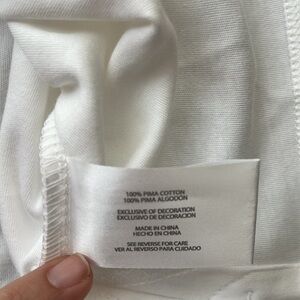 100% PIMA COTTON
100% PIMA ALGODON
EXCLUSIVE OF DECORATION
EXCLUSIVO DE DECORACION
MADE IN CHINA
HECHO EN CHINA
SEE REVERSE FOR CARE
VER AL REVERSO PARA CUIDADO